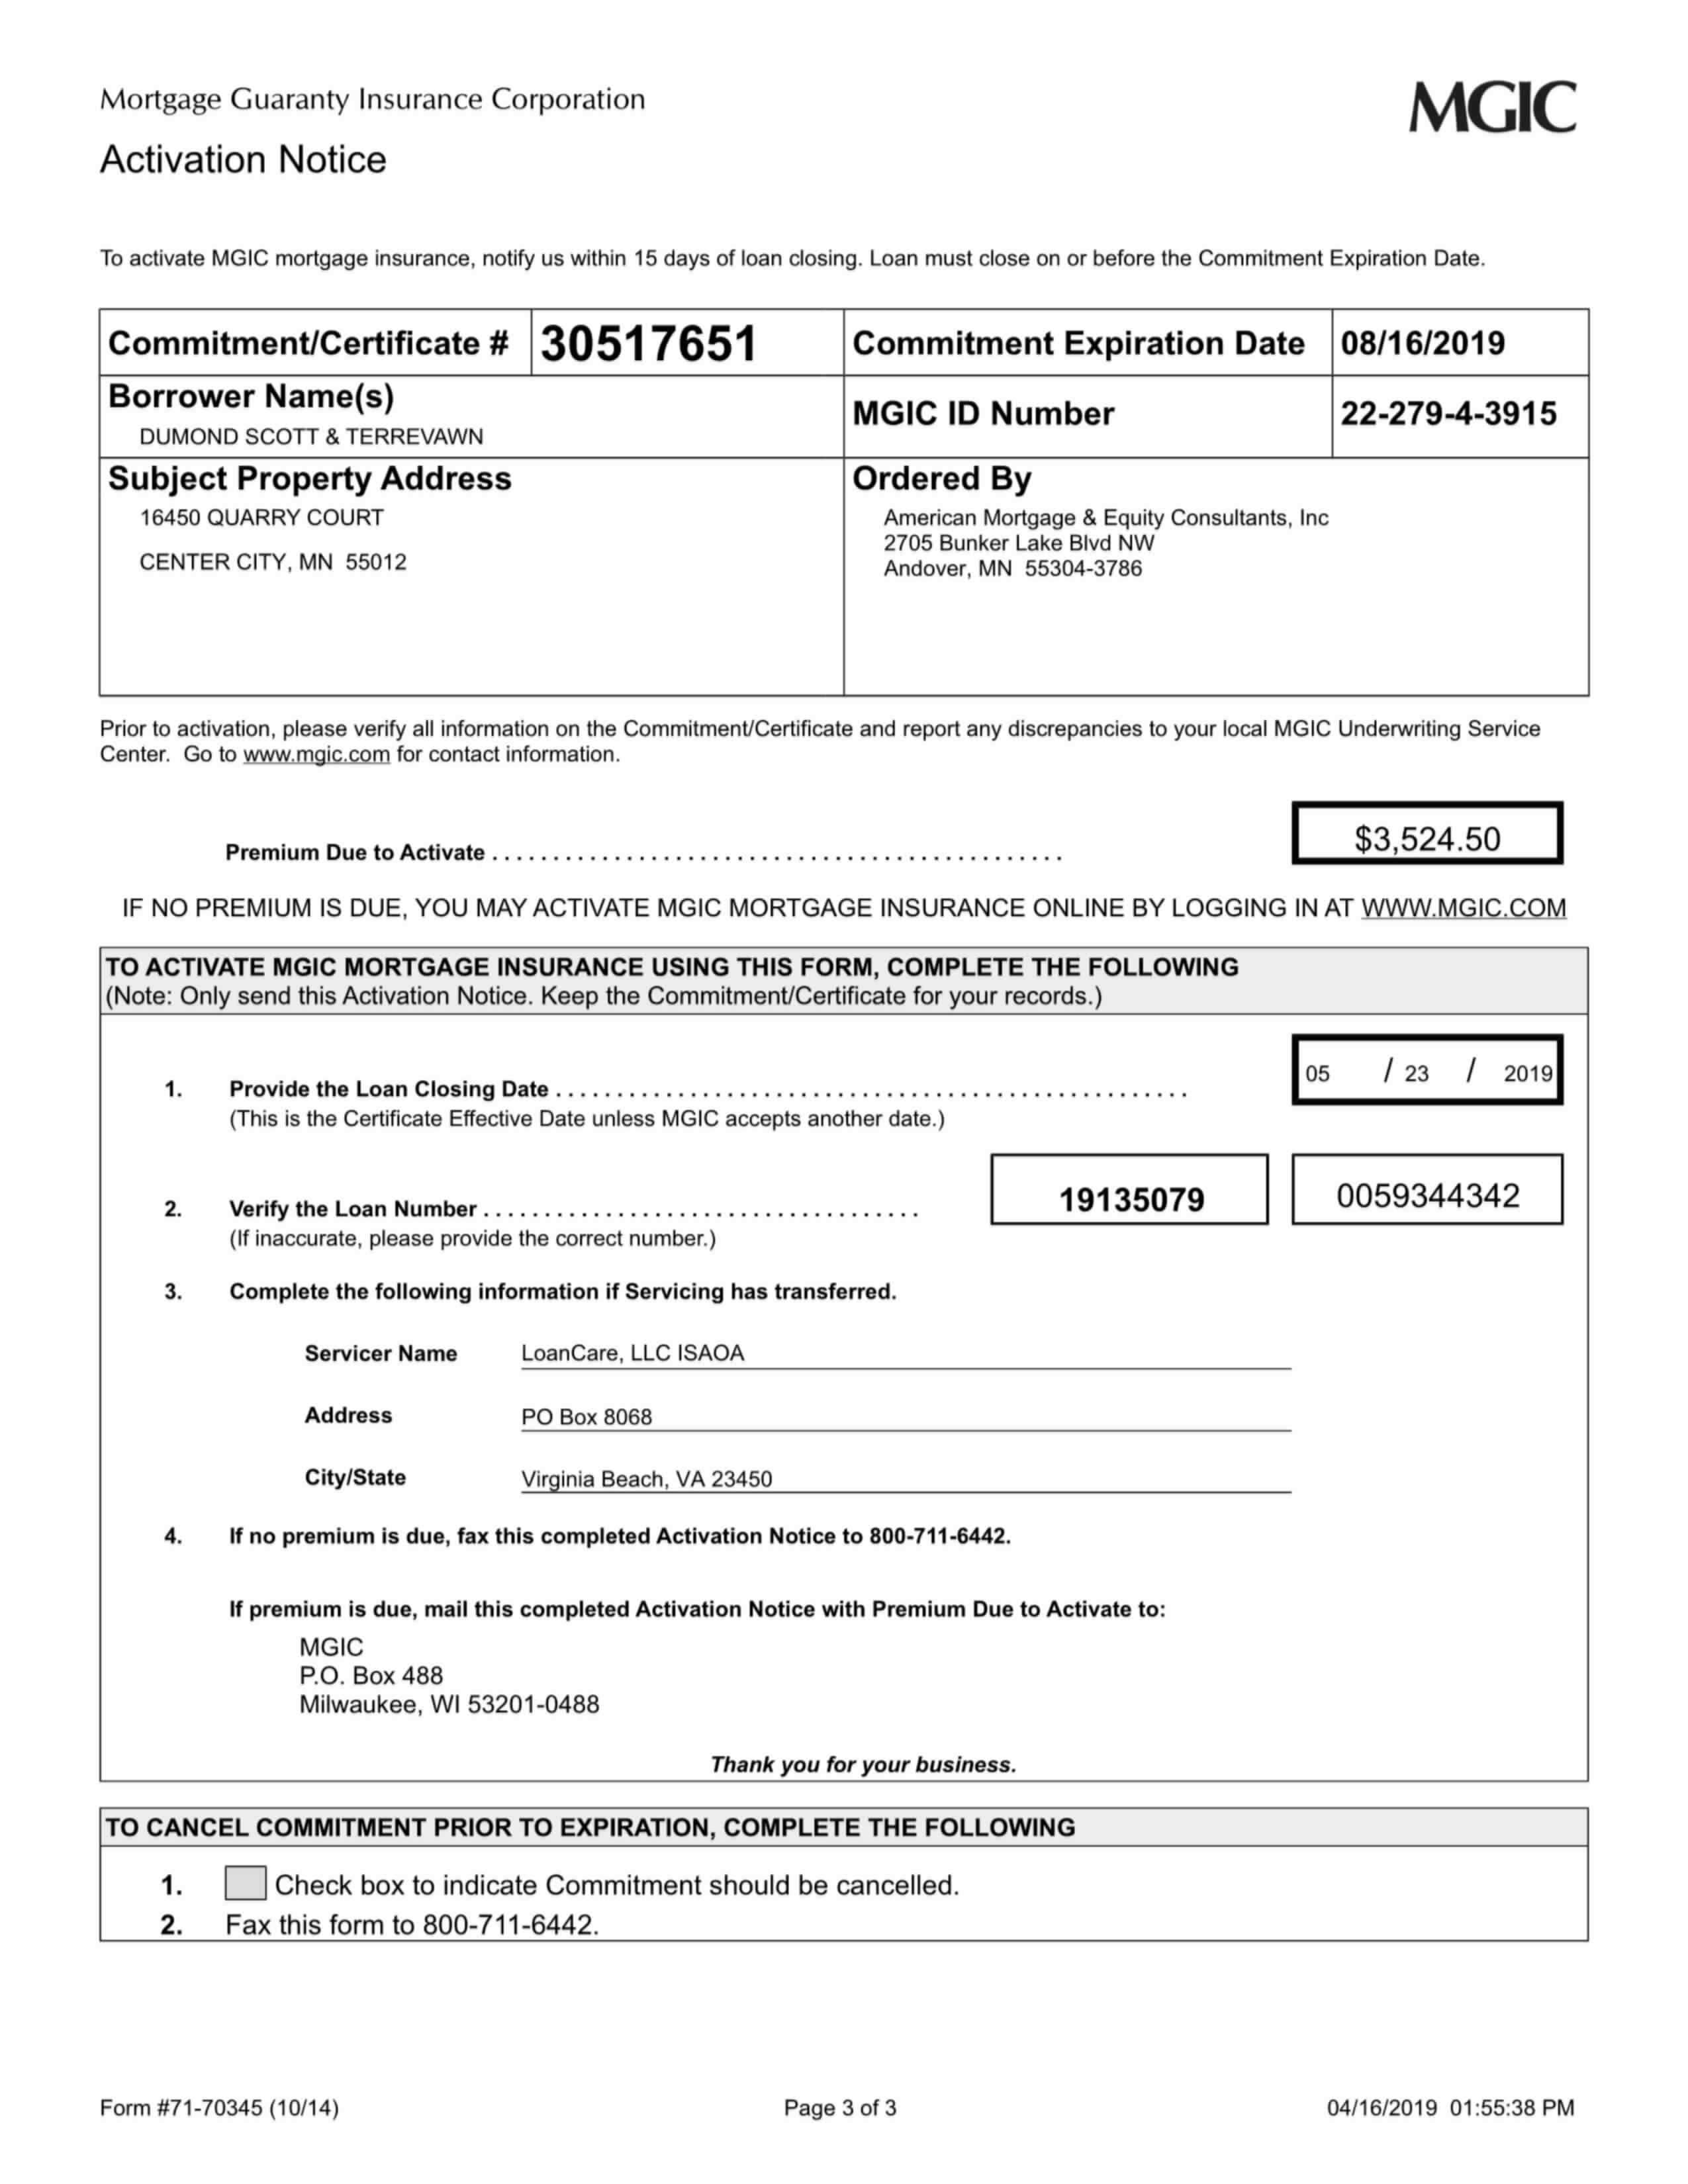 Mortgage Guaranty Insurance Corporation
MGIC
Activation Notice
To activate MGIC mortgage insurance, notify us within 15 days of loan closing. Loan must close on or before the Commitment Expiration Date.
Commitment/Certificate # 30517651 Commitment Expiration Date 08/16/2019
Borrower Name(s)
DUMOND SCOTT & TERREVAWN
MGIC ID Number 22-279-4-3915
Subject Property Address
16450 QUARRY COURT
CENTER CITY, MN 55012
Ordered By
American Mortgage & Equity Consultants, Inc
2705 Bunker Lake Blvd NW
Andover, MN 55304-3786
Prior to activation, please verify all information on the Commitment/Certificate and report any discrepancies to your local MGIC Underwriting Service
Center. Go to www.mgic.com for contact information.
Premium Due to Activate . . . . . . . . . . . . . . . . . . . . . . . . . . . . . . . . . . . . . . . . . . . . . . . $3,524.50
IF NO PREMIUM IS DUE, YOU MAY ACTIVATE MGIC MORTGAGE INSURANCE ONLINE BY LOGGING IN AT WWW.MGIC.COM
TO ACTIVATE MGIC MORTGAGE INSURANCE USING THIS FORM, COMPLETE THE FOLLOWING
(Note: Only send this Activation Notice. Keep the Commitment/Certificate for your records.)
1. Provide the Loan Closing Date . . . . . . . . . . . . . . . . . . . . . . . . . . . . . . . . . . . . . . . . . . . . . . . . . . . . 05 / 23 / 2019
(This is the Certificate Effective Date unless MGIC accepts another date.)
2. Verify the Loan Number . . . . . . . . . . . . . . . . . . . . . . . . . . . . . . . . . . . . 19135079 0059344342
(If inaccurate, please provide the correct number.)
3. Complete the following information if Servicing has transferred.
Servicer Name LoanCare, LLC ISAOA
Address PO Box 8068
City/State Virginia Beach, VA 23450
4. If no premium is due, fax this completed Activation Notice to 800-711-6442.
If premium is due, mail this completed Activation Notice with Premium Due to Activate to:
MGIC
P.O. Box 488
Milwaukee, WI 53201-0488
Thank you for your business.
TO CANCEL COMMITMENT PRIOR TO EXPIRATION, COMPLETE THE FOLLOWING
1. Check box to indicate Commitment should be cancelled.
2. Fax this form to 800-711-6442.
Form #71-70345 (10/14) Page 3 of 3 04/16/2019 01:55:38 PM